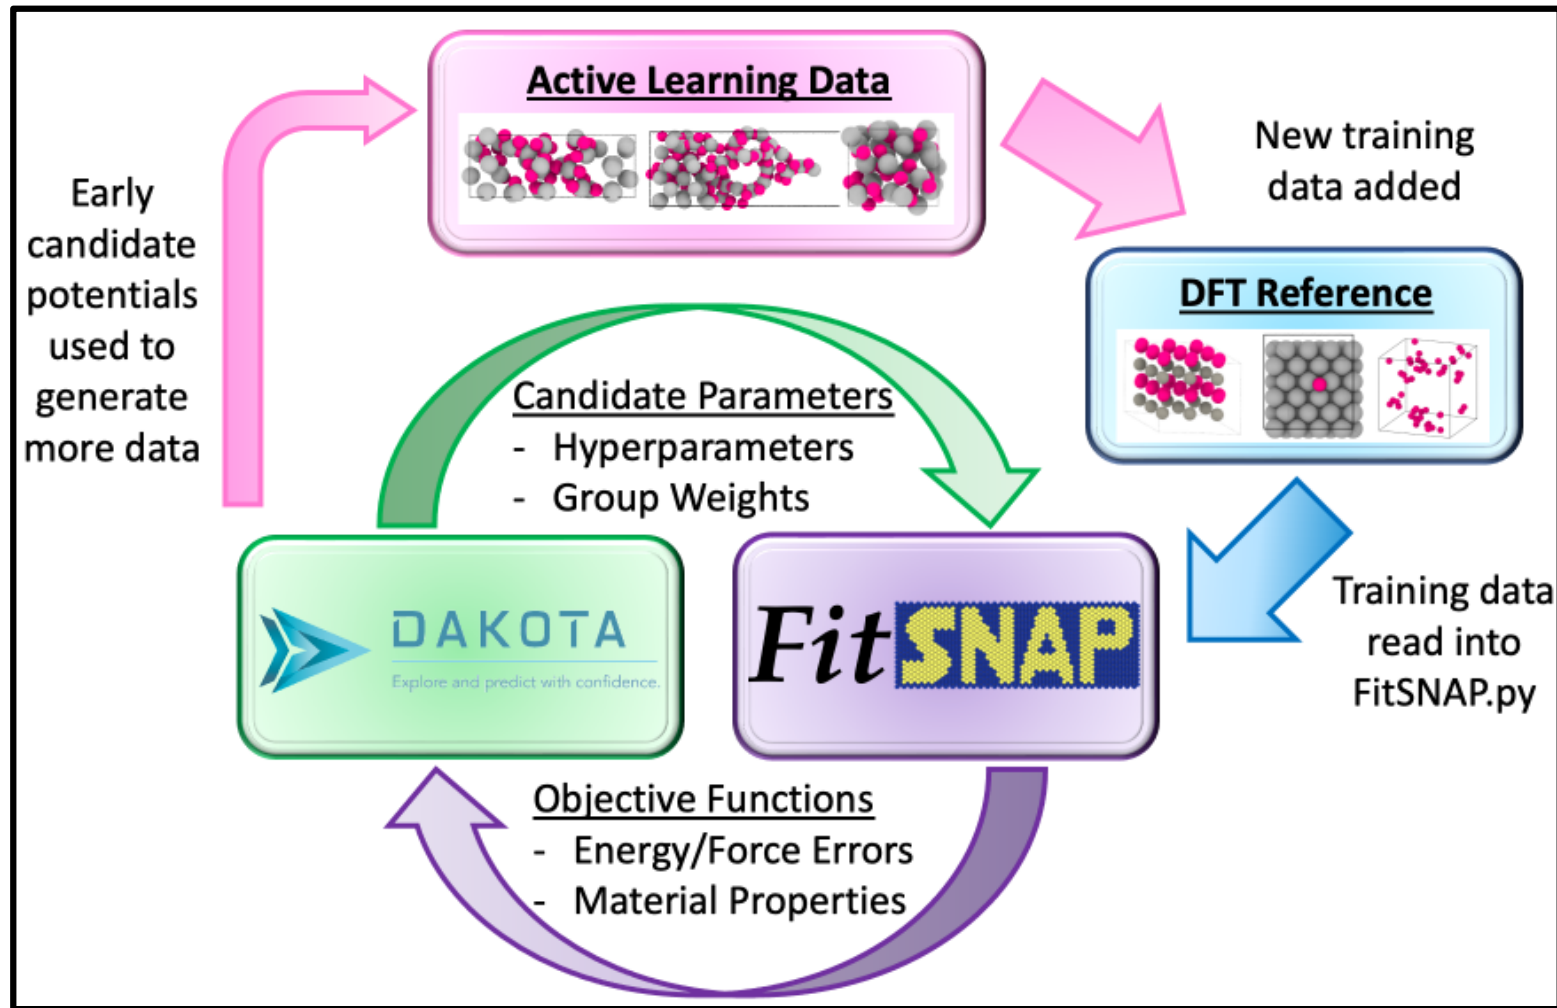 Active Learning Data
New training
data added
Early
candidate
potentials
used to
generate
more data
DFT Reference
Candidate Parameters
- Hyperparameters
- Group Weights
DAKOTA
Explore and predict with confidence.
FitSNAP
Training data
read into
FitSNAP.py
Objective Functions
- Energy/Force Errors
- Material Properties